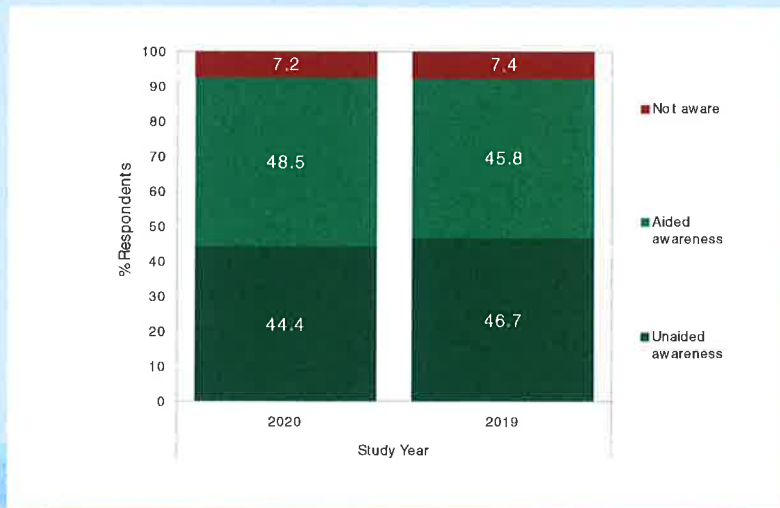 100
90
80
70
60
50
40
30
20
10
0
% Respondents
7.2
48.5
44.4
7.4
45.8
46.7
2020
2019
Study Year
Not aware
Aided
awareness
Unaided
awareness